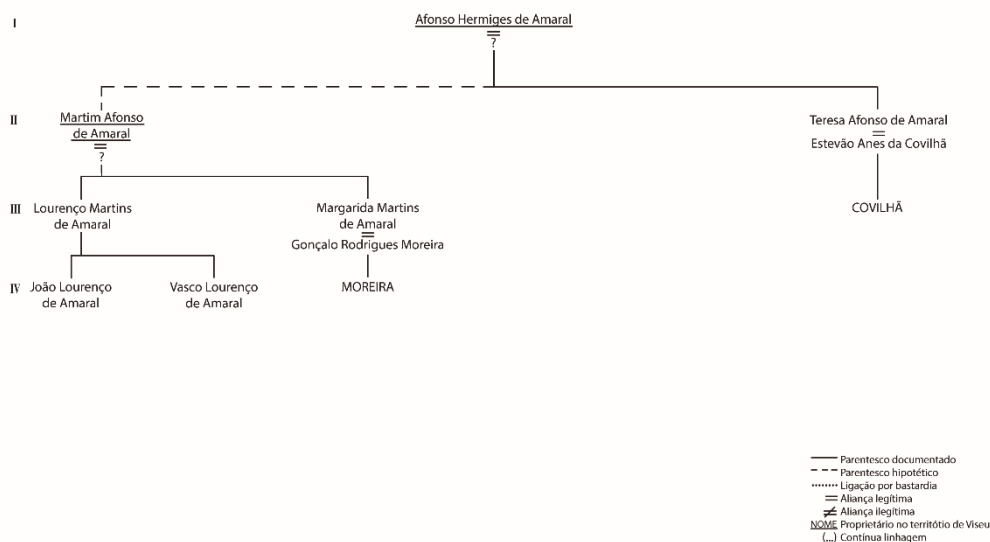 I
Afonso Hermiges de Amaral
=
?
II
Martim Afonso
de Amaral
=
?
Teresa Afonso de Amaral
=
Estevão Anes da Covilhã
III
Lourenço Martins
de Amaral
Margarida Martins
de Amaral
=
Gonçalo Rodrigues Moreira
COVILHÃ
IV
João Lourenço
de Amaral
Vasco Lourenço
de Amaral
MOREIRA
Parentesco documentado
Parentesco hipotético
Ligação por bastardia
= Aliança legítima
≠ Aliança ilegítima
NOME Proprietário no territótio de Viseu
(...) Contínua linhagem